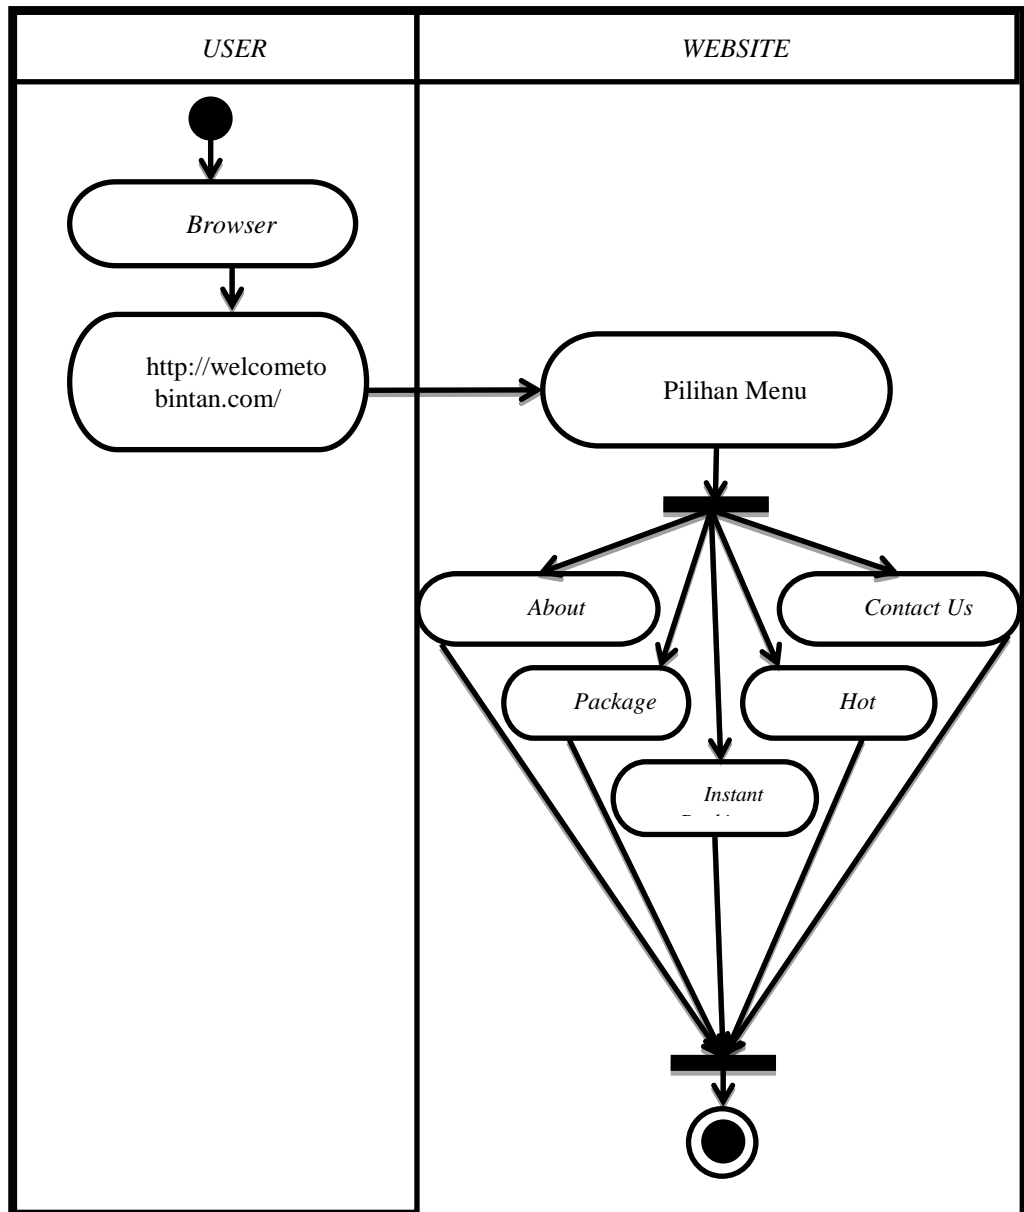 USER
WEBSITE
Browser
http://welcometo
bintan.com/
Pilihan Menu
About
Contact Us
Package
Hot
Instant